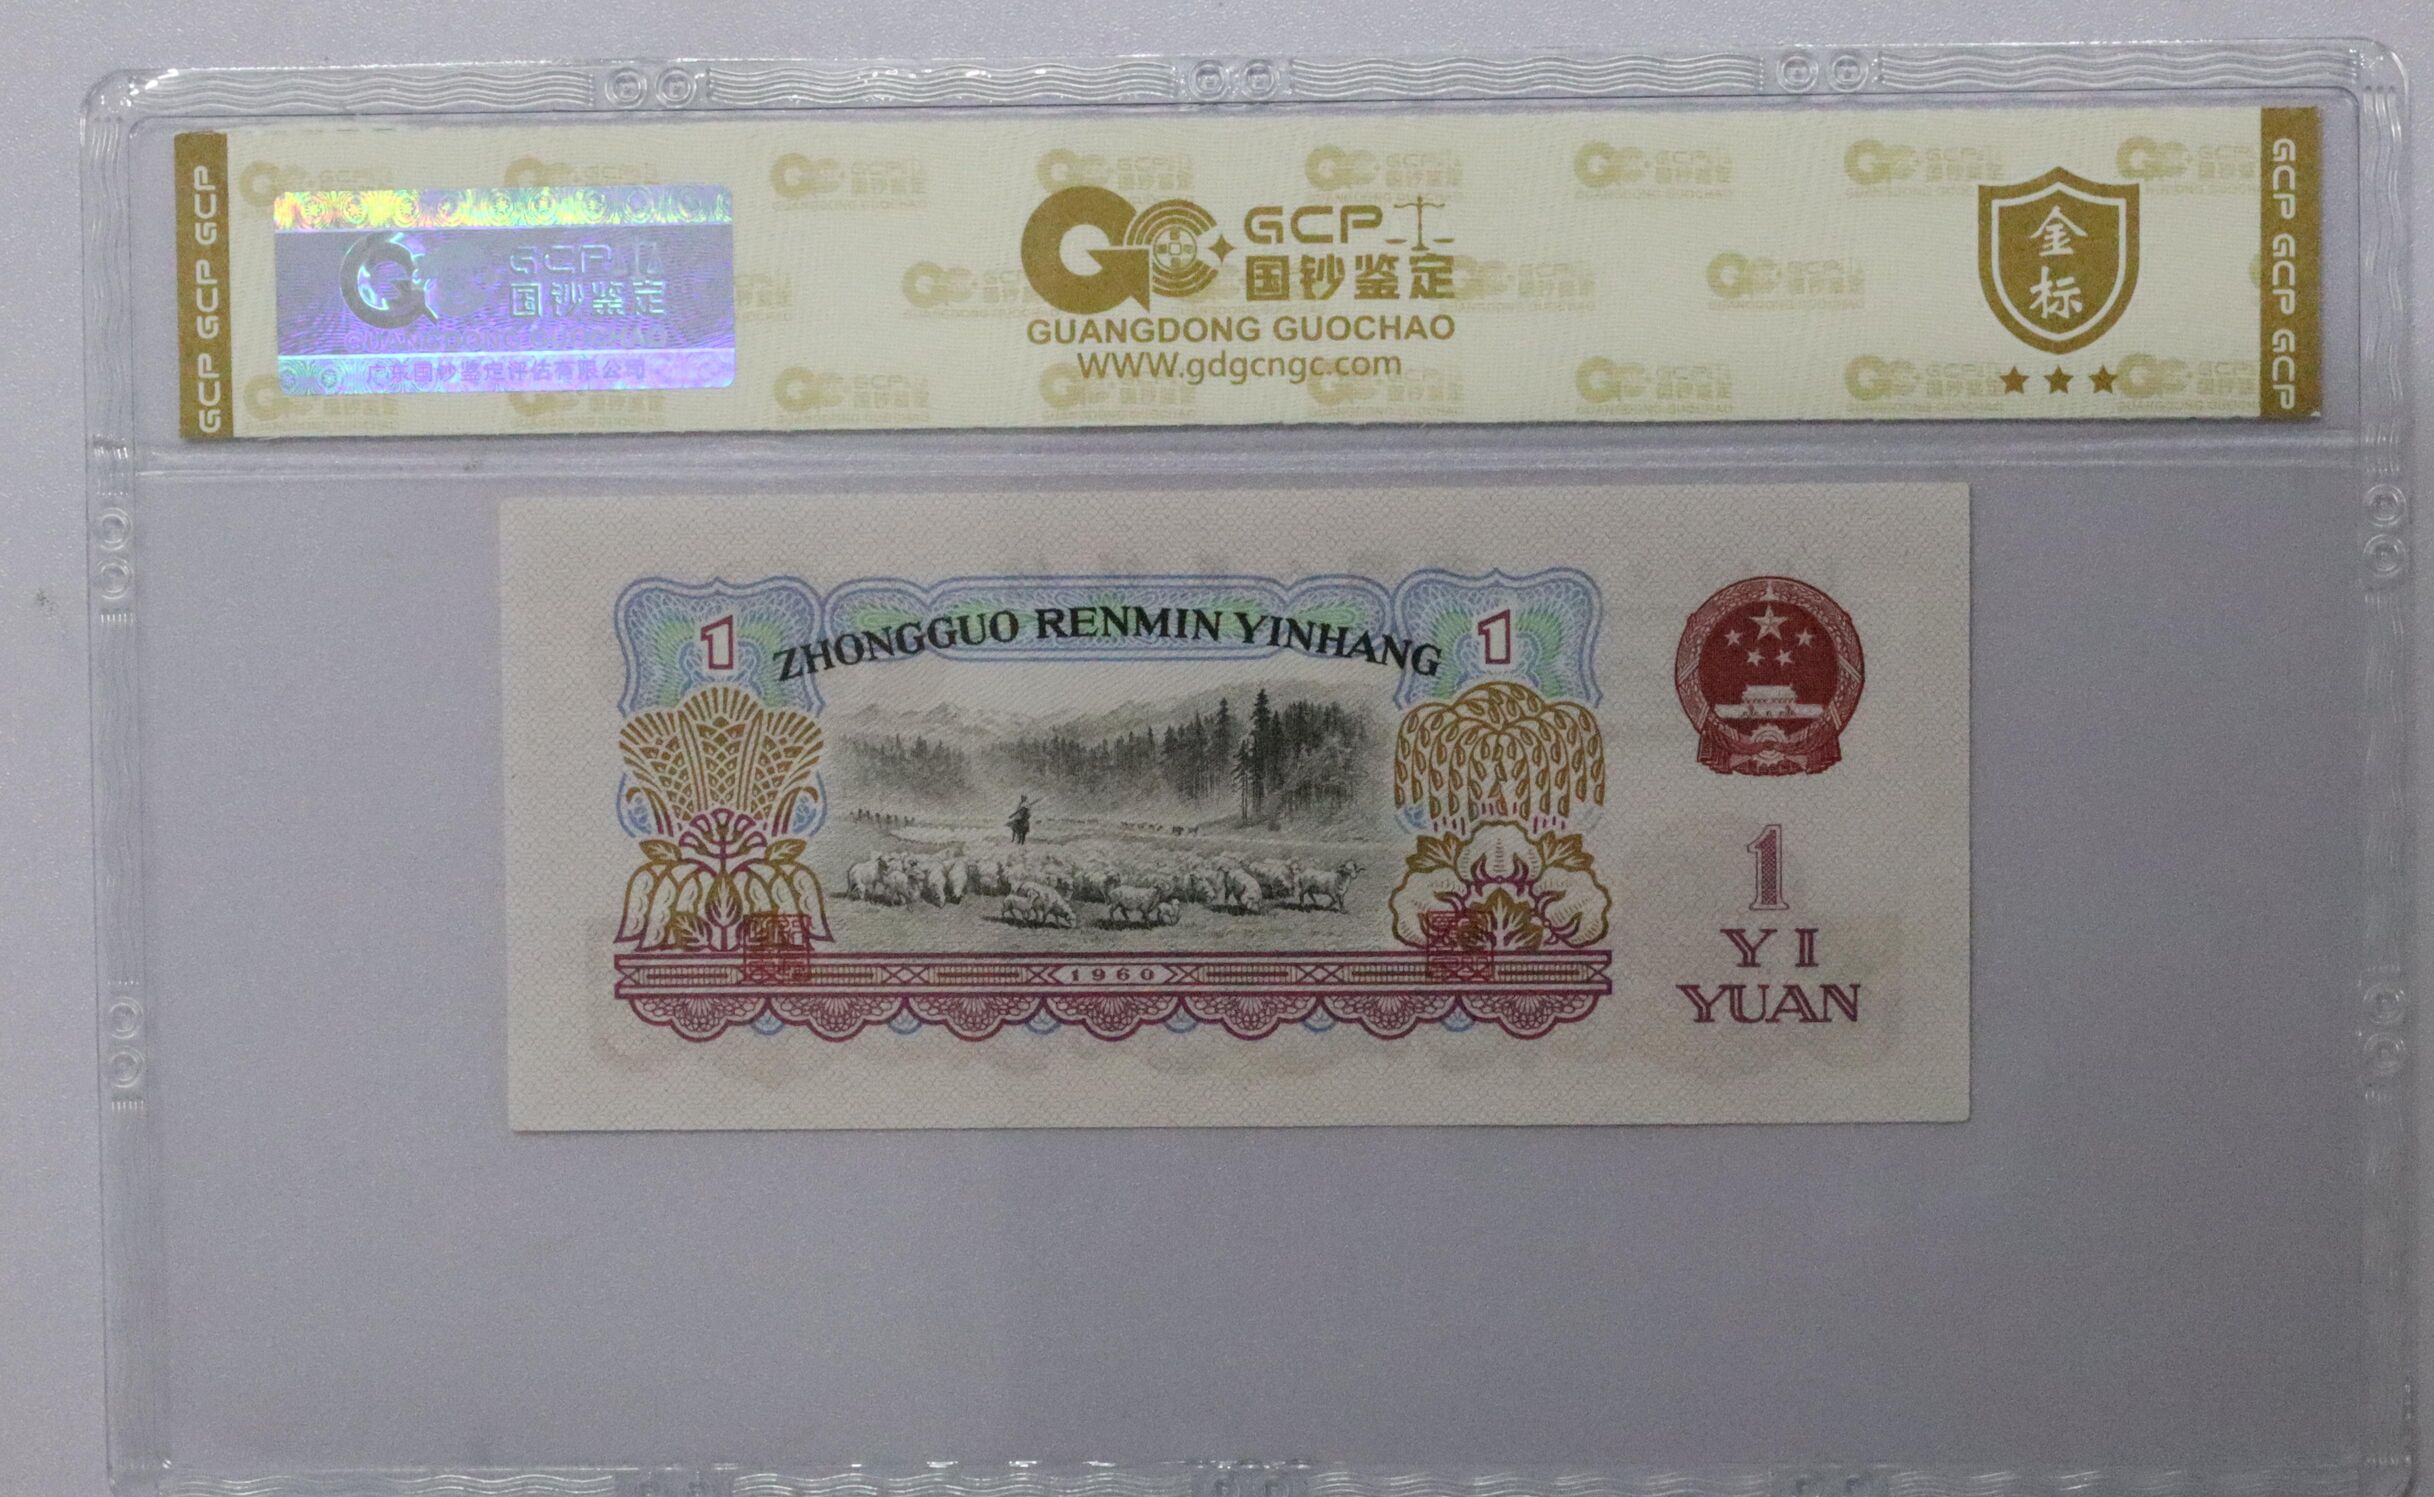 GCP GCP GCP
GCP
国钞鉴定
GUANGDONG GUOCHAO
广东国钞鉴定评估有限公司
GCP
国钞鉴定
GUANGDONG GUOCHAO
WWW.gdgcngc.com
金标
GCP GCP GCP
ZHONGGUO RENMIN YINHANG
1
1
1960
1
YI
YUAN